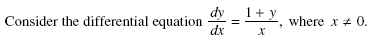 Consider the differential equation dy/dx = (1 + y)/x, where x ≠ 0.